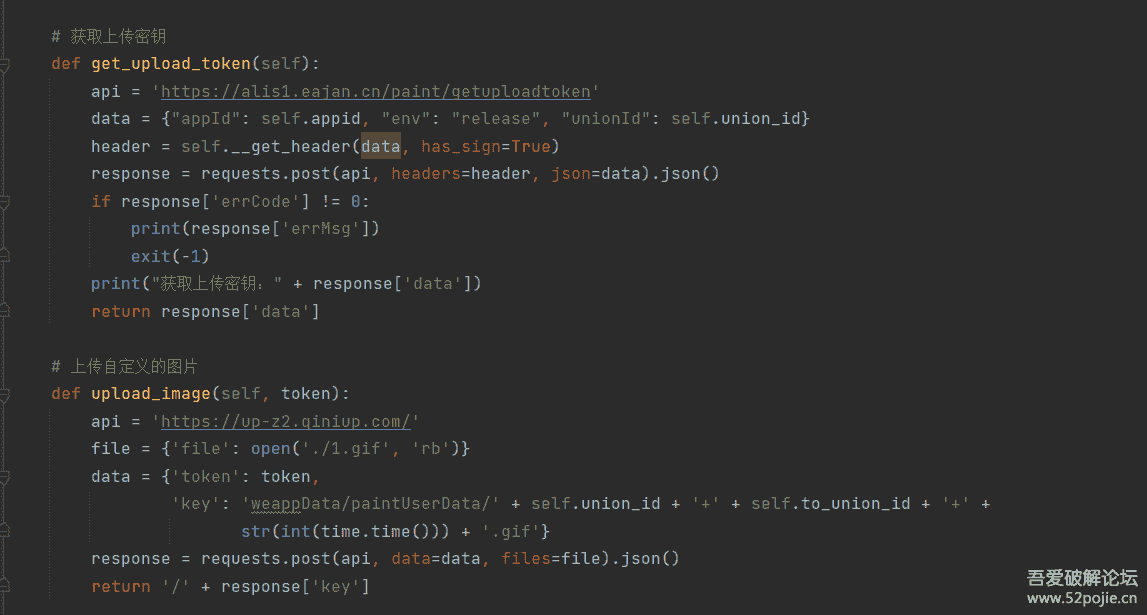 # 获取上传密钥
def get_upload_token(self):
api = 'https://alis1.eajan.cn/paint/getuploadtoken'
data = {"appId": self.appid, "env": "release", "unionId": self.union_id}
header = self.__get_header(data, has_sign=True)
response = requests.post(api, headers=header, json=data).json()
if response['errCode'] != 0:
print(response['errMsg'])
exit(-1)
print("获取上传密钥：" + response['data'])
return response['data']
# 上传自定义的图片
def upload_image(self, token):
api = 'https://up-z2.qiniup.com/'
file = {'file': open('./1.gif', 'rb')}
data = {'token': token,
'key': 'weappData/paintUserData/' + self.union_id + '+' + self.to_union_id + '+' +
str(int(time.time())) + '.gif'}
response = requests.post(api, data=data, files=file).json()
return '/' + response['key']
吾爱破解论坛
www.52pojie.cn